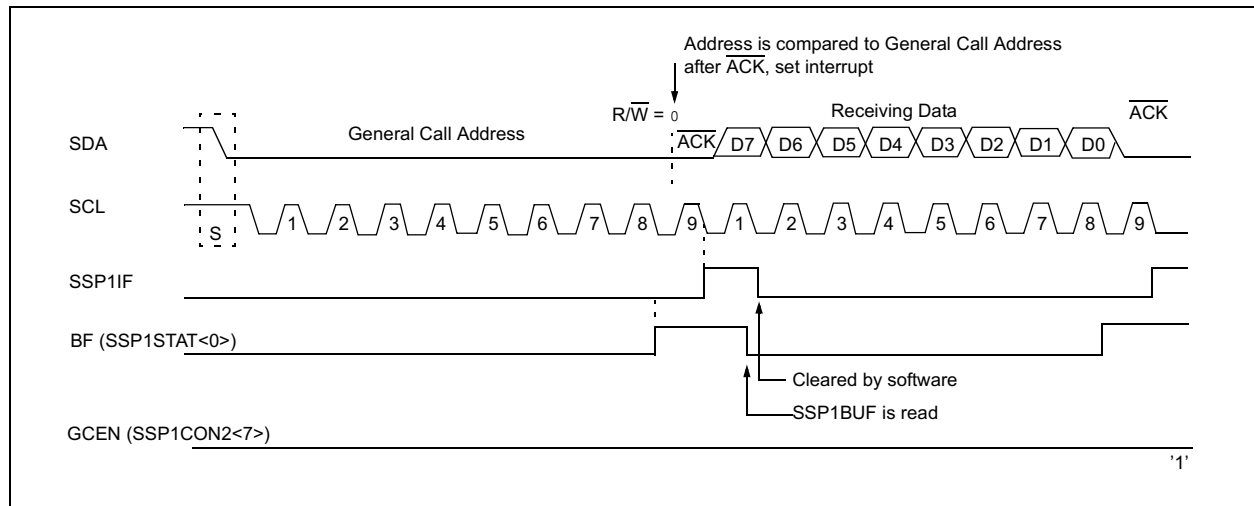 Address is compared to General Call Address
after ACK, set interrupt
R/W = 0
Receiving Data
ACK
SDA
General Call Address
ACK D7 D6 D5 D4 D3 D2 D1 D0
SCL
S 1 2 3 4 5 6 7 8 9 1 2 3 4 5 6 7 8 9
SSP1IF
BF (SSP1STAT<0>)
Cleared by software
SSP1BUF is read
GCEN (SSP1CON2<7>)
'1'